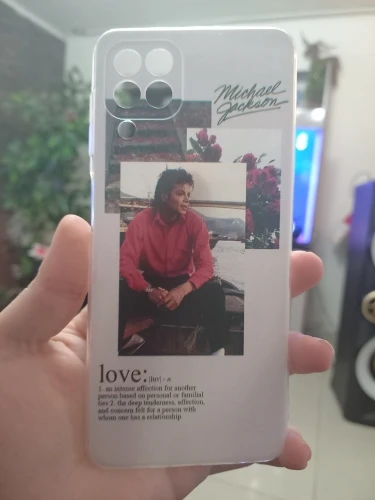 Michael
Jackson
love: |lʌv| - n
1. an intense affection for another
person based on personal or familial
ties 2. the deep tenderness, affection,
and concern felt for a person with
whom one has a relationship